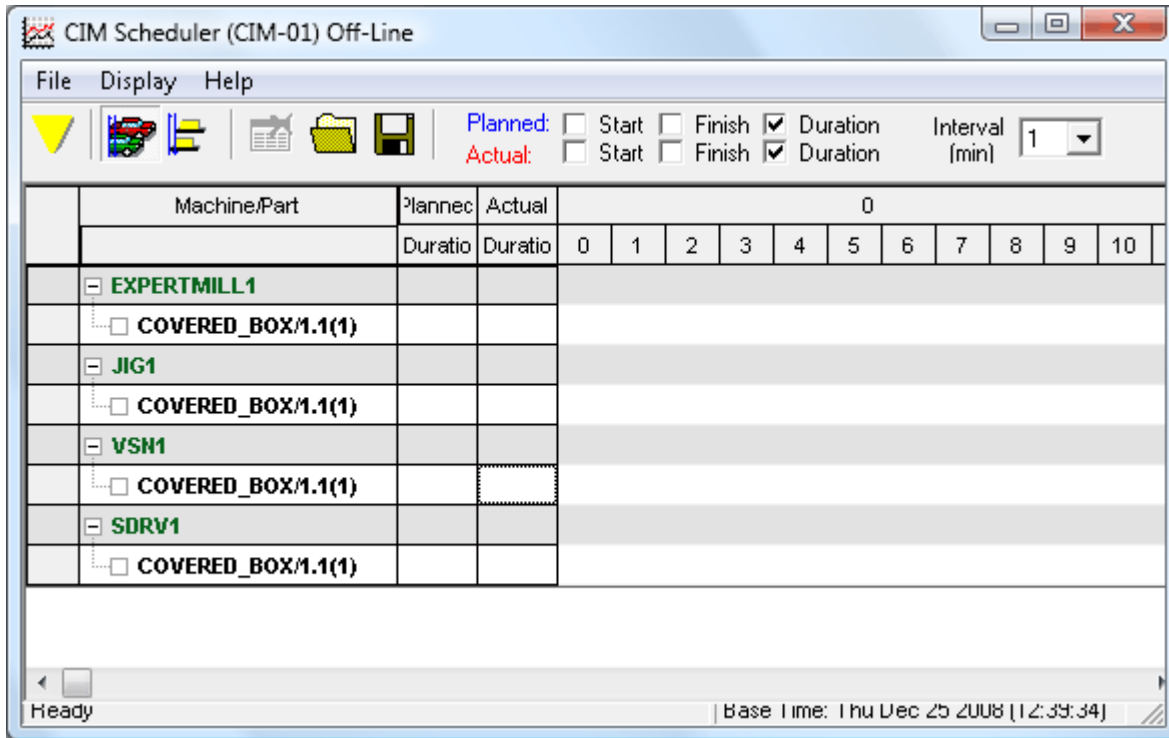 CIM Scheduler (CIM-01) Off-Line
File Display Help
Planned: Start Finish Duration
Actual: Start Finish Duration
Interval
(min)
1
Machine/Part Planned Actual 0
Duratio Duratio 0 1 2 3 4 5 6 7 8 9 10
EXPERTMILL1
COVERED_BOX/1.1(1)
JIG1
COVERED_BOX/1.1(1)
VSN1
COVERED_BOX/1.1(1)
SDRV1
COVERED_BOX/1.1(1)
Ready Base Time: Thu Dec 25 2008 [12:39:34]